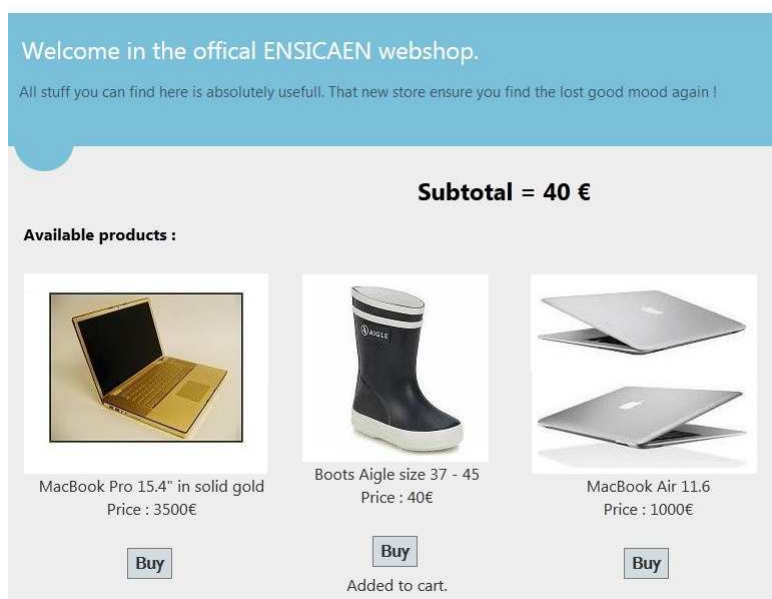 Welcome in the offical ENSICAEN webshop.
All stuff you can find here is absolutely usefull. That new store ensure you find the lost good mood again !
Subtotal = 40 €
Available products :
AIGLE
MacBook Pro 15.4" in solid gold
Price : 3500€
Buy
Boots Aigle size 37 - 45
Price : 40€
Buy
Added to cart.
MacBook Air 11.6
Price : 1000€
Buy